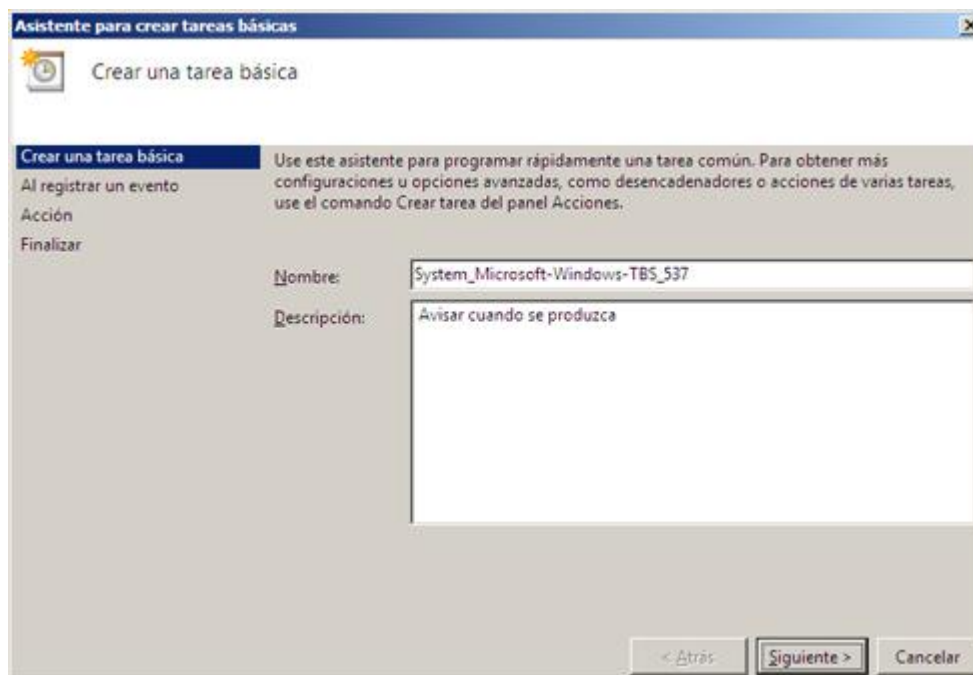 Asistente para crear tareas básicas
Crear una tarea básica
Crear una tarea básica
Al registrar un evento
Acción
Finalizar
Use este asistente para programar rápidamente una tarea común. Para obtener más
configuraciones u opciones avanzadas, como desencadenadores o acciones de varias tareas,
use el comando Crear tarea del panel Acciones.
Nombre:
System_Microsoft-Windows-TBS_537
Descripción:
Avisar cuando se produzca
< Atrás
Siguiente >
Cancelar